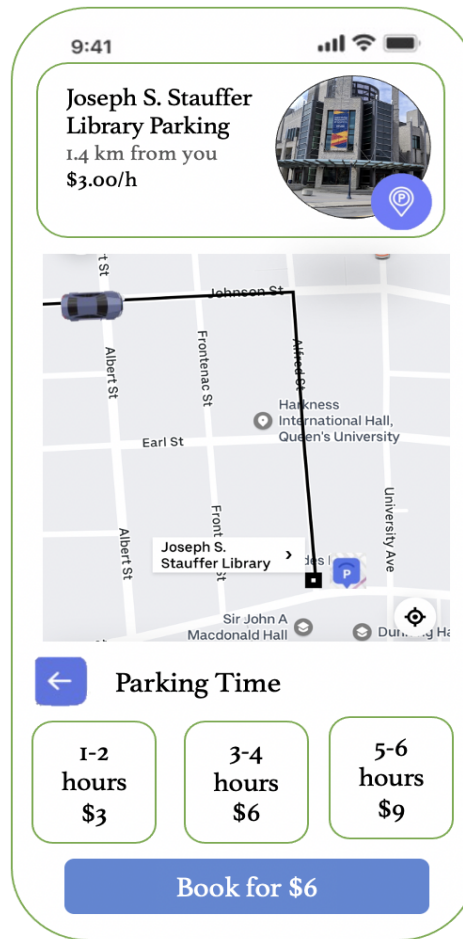 9:41
Joseph S. Stauffer
Library Parking
1.4 km from you
$3.00/h
P
Johnson St
Albert St
Frontenac St
Alfred St
Harkness
International Hall,
Queen's University
Earl St
University Ave
Albert St
Joseph S.
Stauffer Library
P
Sir John A
Macdonald Hall
Parking Time
1-2
hours
$3
3-4
hours
$6
5-6
hours
$9
Book for $6